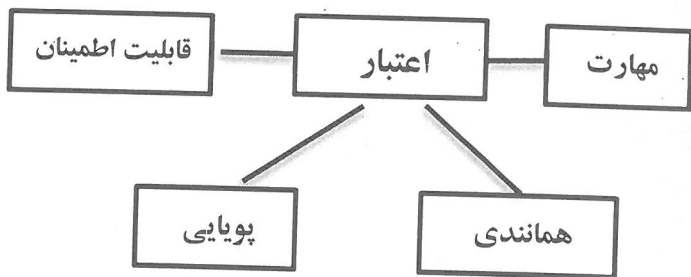 مهارت
اعتبار
قابلیت اطمینان
همانندی
پویایی